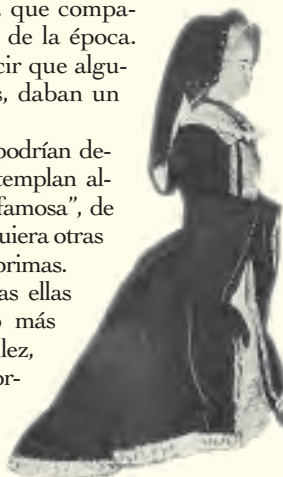 , que compa-
de la época.
cir que algu-
s, daban un
podrían de-
templan al-
famosa”, de
quiera otras
primas.
as ellas
o más
lez,
or-